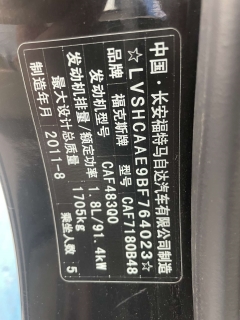 中国·长安福特马自达汽车有限公司制造
☆LVSHCAAE9BF764023☆
品牌 福克斯牌 型号 CAF7180B48
发动机型号 CAF483Q0
发动机排量/额定功率 1.8L/91.4kW
最大设计总质量 1705kg
制造年月 2011-8 乘坐人数 5